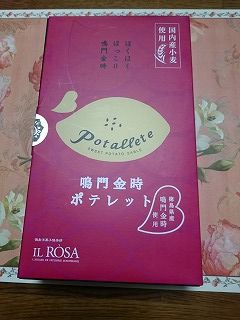 国内産小麦
使用
ほくほく
ほっこり
鳴門金時
Potallete
SWEET POTATO SABLE
鳴門金時
ポテレット
徳島県産
鳴門金時
使用
IL ROSA